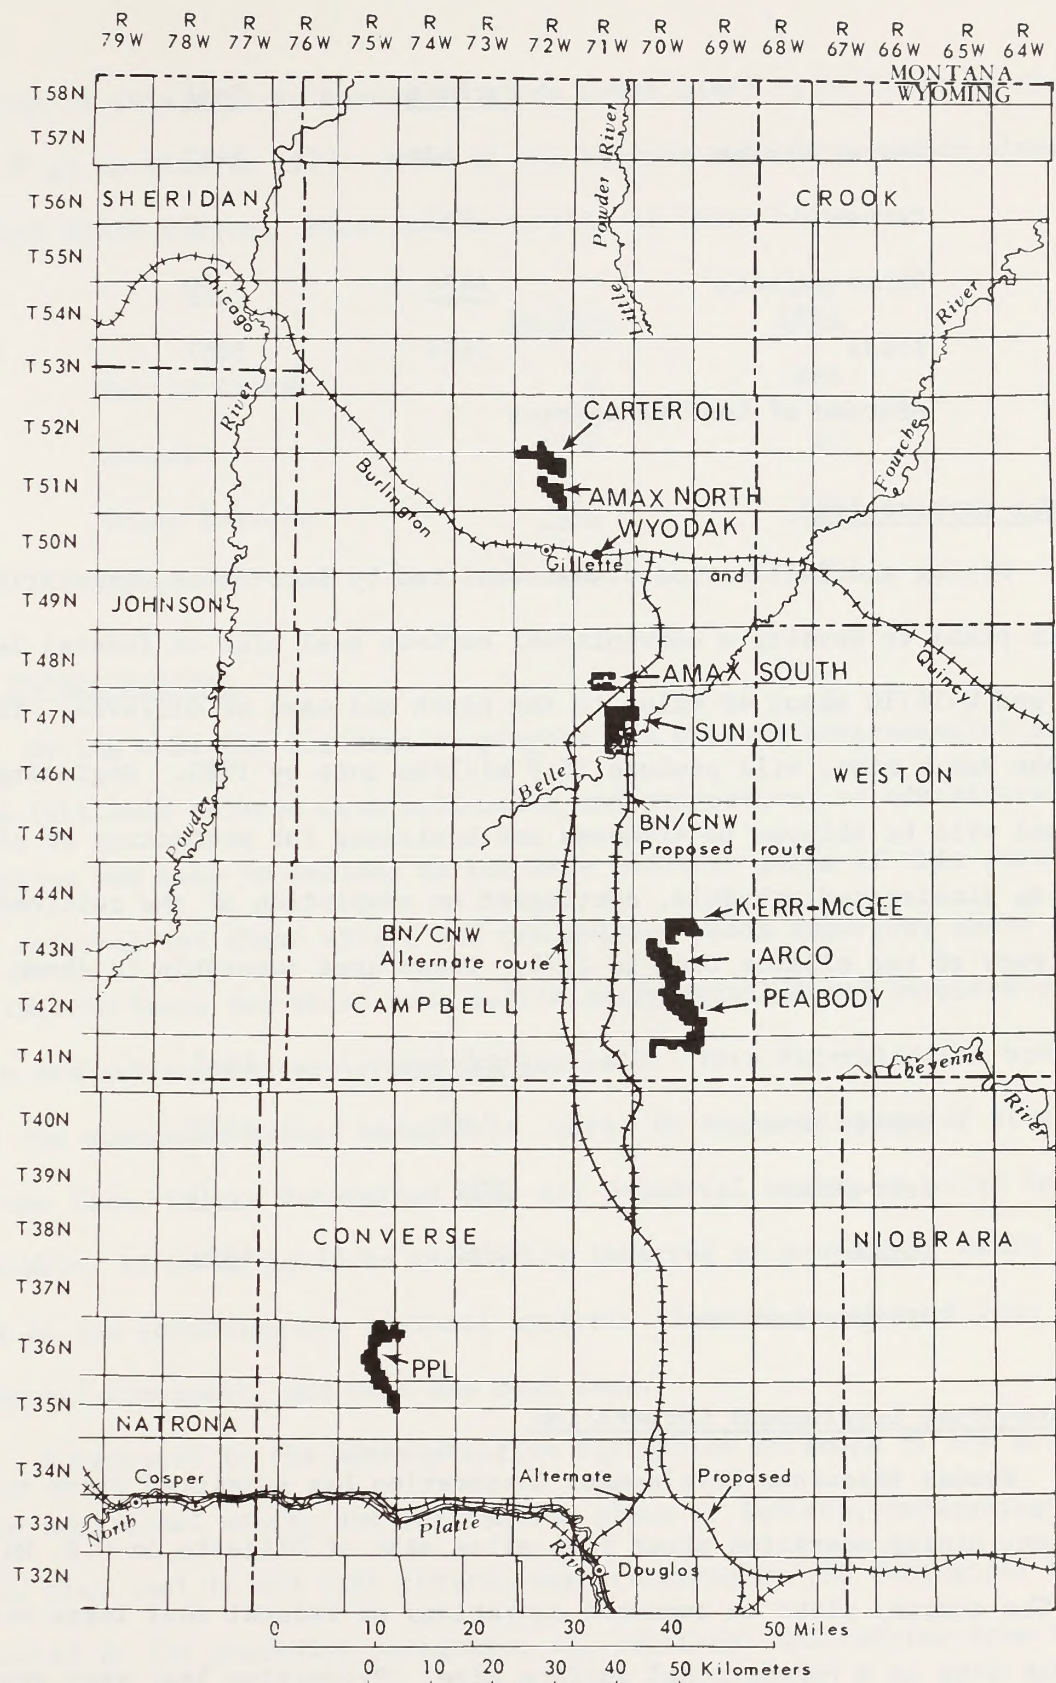 R R R R R R R R R R R R R R R R
79W 78W 77W 76W 75W 74W 73W 72W 71W 70W 69W 68W 67W 66W 65W 64W
MONTANA
WYOMING
T58N
T57N
T56N
T55N
T54N
T53N
T52N
T51N
T50N
T49N
T48N
T47N
T46N
T45N
T44N
T43N
T42N
T41N
T40N
T39N
T38N
T37N
T36N
T35N
T34N
T33N
T32N
SHERIDAN
CROOK
Little Powder River
Chicago
River
River
Fourche
CARTER OIL
Burlington
AMAX NORTH
WYODAK
Gillette
and
JOHNSON
Quincy
AMAX SOUTH
SUN OIL
Belle
WESTON
Powder
BN/CNW
Proposed route
KERR-McGEE
BN/CNW
Alternate route
ARCO
CAMPBELL
PEABODY
Cheyenne
River
CONVERSE
NIOBRARA
PPL
NATRONA
Casper
Alternate
Proposed
North
Platte
River
Douglas
0 10 20 30 40 50 Miles
0 10 20 30 40 50 Kilometers